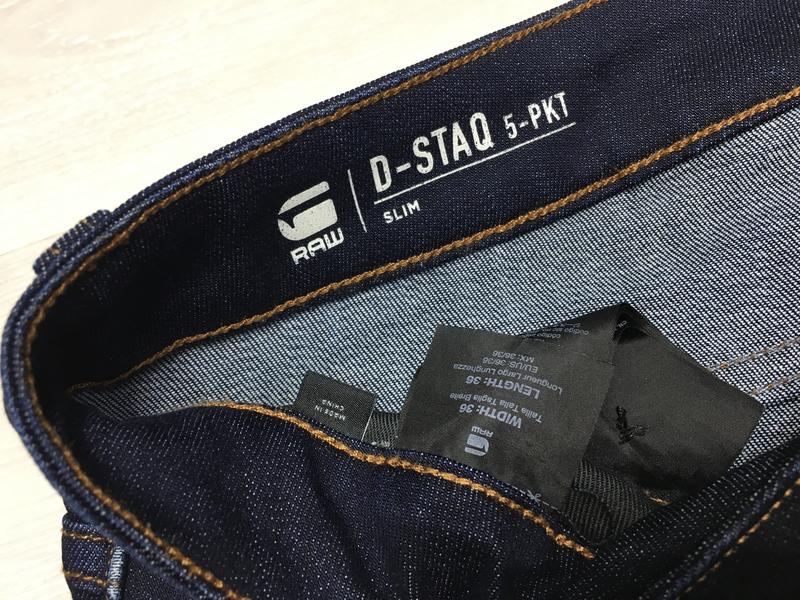 RAW
D-STAQ 5-PKT
SLIM
MADE IN
CHINA
RAW
WIDTH: 36
Taille Talla Taglia Breite
LENGTH: 36
Longueur Largo Lunghezza
EU/US: 36/36
MX: 36/36